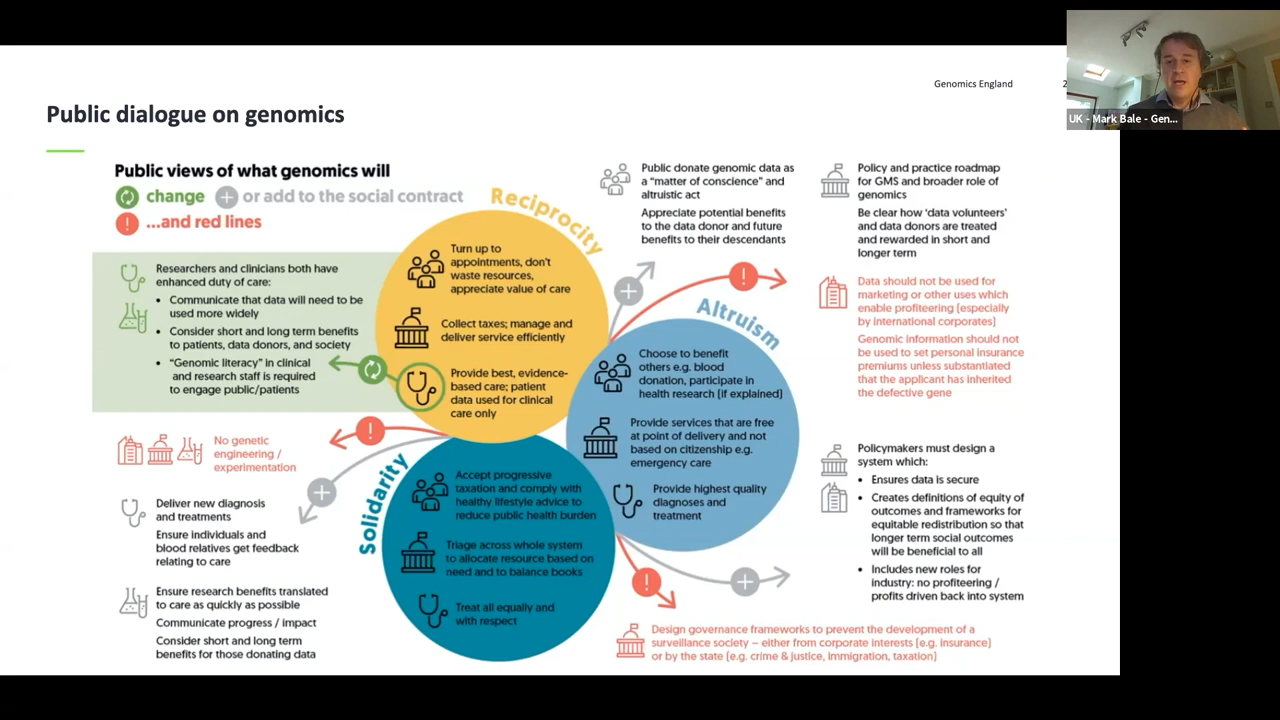 Genomics England
2
UK - Mark Bale - Gen...
Public dialogue on genomics
Public views of what genomics will
change
or add to the social contract
...and red lines
Reciprocity
Turn up to
appointments, don't
waste resources,
appreciate value of care
Collect taxes; manage and
deliver service efficiently
Provide best, evidence-
based care; patient
data used for clinical
care only
Researchers and clinicians both have
enhanced duty of care:
• Communicate that data will need to be
used more widely
• Consider short and long term benefits
to patients, data donors, and society
• "Genomic literacy" in clinical
and research staff is required
to engage public/patients
No genetic
engineering /
experimentation
Deliver new diagnosis
and treatments
Ensure individuals and
blood relatives get feedback
relating to care
Ensure research benefits translated
to care as quickly as possible
Communicate progress / impact
Consider short and long term
benefits for those donating data
Solidarity
Accept progressive
taxation and comply with
healthy lifestyle advice to
reduce public health burden
Triage across whole system
to allocate resource based on
need and to balance books
Treat all equally and
with respect
Altruism
Choose to benefit
others e.g. blood
donation, participate in
health research [if explained]
Provide services that are free
at point of delivery and not
based on citizenship e.g.
emergency care
Provide highest quality
diagnoses and
treatment
Public donate genomic data as
a "matter of conscience" and
altruistic act
Appreciate potential benefits
to the data donor and future
benefits to their descendants
Policy and practice roadmap
for GMS and broader role of
genomics
Be clear how 'data volunteers'
and data donors are treated
and rewarded in short and
longer term
Data should not be used for
marketing or other uses which
enable profiteering [especially
by international corporates]
Genomic information should not
be used to set personal insurance
premiums unless substantiated
that the applicant has inherited
the defective gene
Policymakers must design a
system which:
• Ensures data is secure
• Creates definitions of equity of
outcomes and frameworks for
equitable redistribution so that
longer term social outcomes
will be beneficial to all
• Includes new roles for
industry: no profiteering /
profits driven back into system
Design governance frameworks to prevent the development of a
surveillance society – either from corporate interests [e.g. insurance]
or by the state [e.g. crime & justice, immigration, taxation]